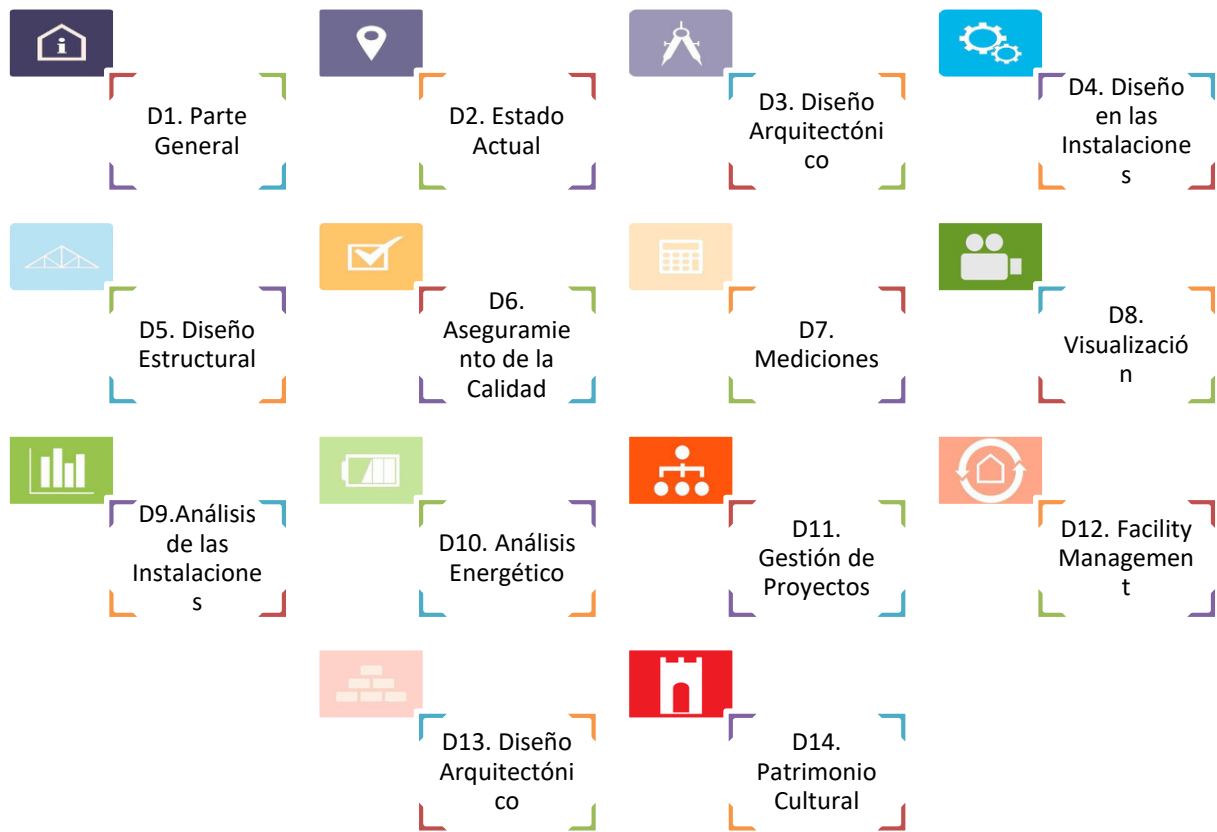 D1. Parte
General
D2. Estado
Actual
D3. Diseño
Arquitectóni
co
D4. Diseño
en las
Instalacione
s
D5. Diseño
Estructural
D6.
Aseguramie
nto de la
Calidad
D7.
Mediciones
D8.
Visualizació
n
D9.Análisis
de las
Instalacione
s
D10. Análisis
Energético
D11.
Gestión de
Proyectos
D12. Facility
Managemen
t
D13. Diseño
Arquitectóni
co
D14.
Patrimonio
Cultural